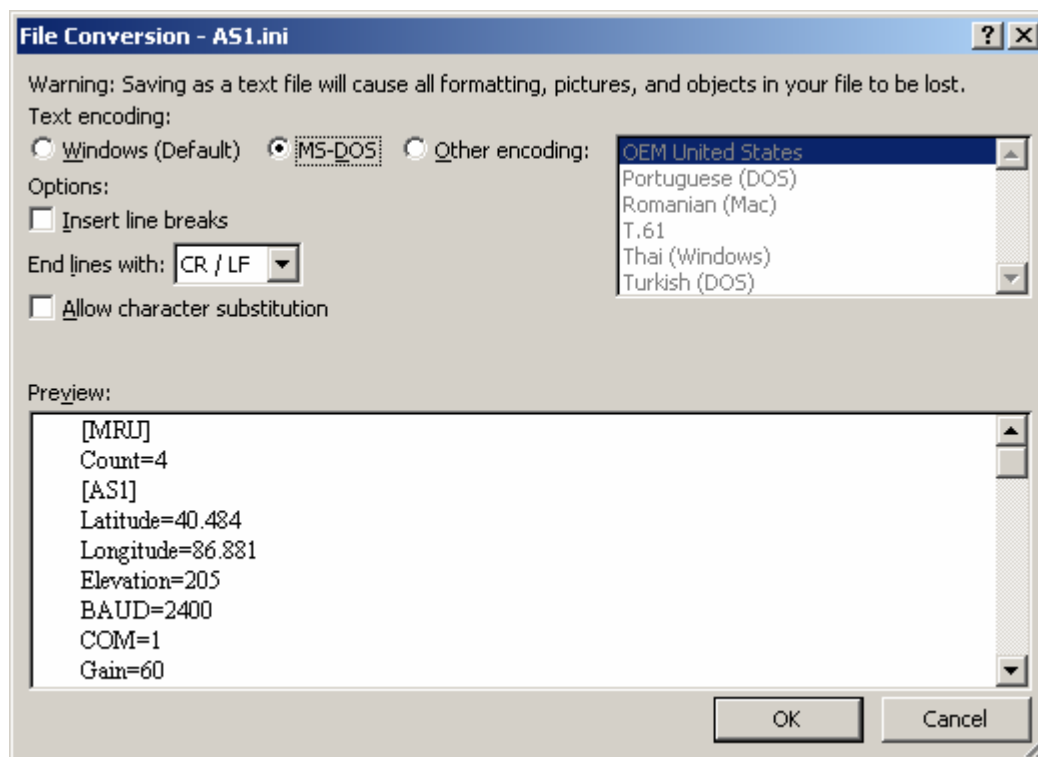 File Conversion - AS1.ini
Warning: Saving as a text file will cause all formatting, pictures, and objects in your file to be lost.
Text encoding:
Windows (Default) MS-DOS Other encoding:
OEM United States
Portuguese (DOS)
Romanian (Mac)
T.61
Thai (Windows)
Turkish (DOS)
Options:
Insert line breaks
End lines with: CR / LF
Allow character substitution
Preview:
[MRU]
Count=4
[AS1]
Latitude=40.484
Longitude=86.881
Elevation=205
BAUD=2400
COM=1
Gain=60
OK Cancel